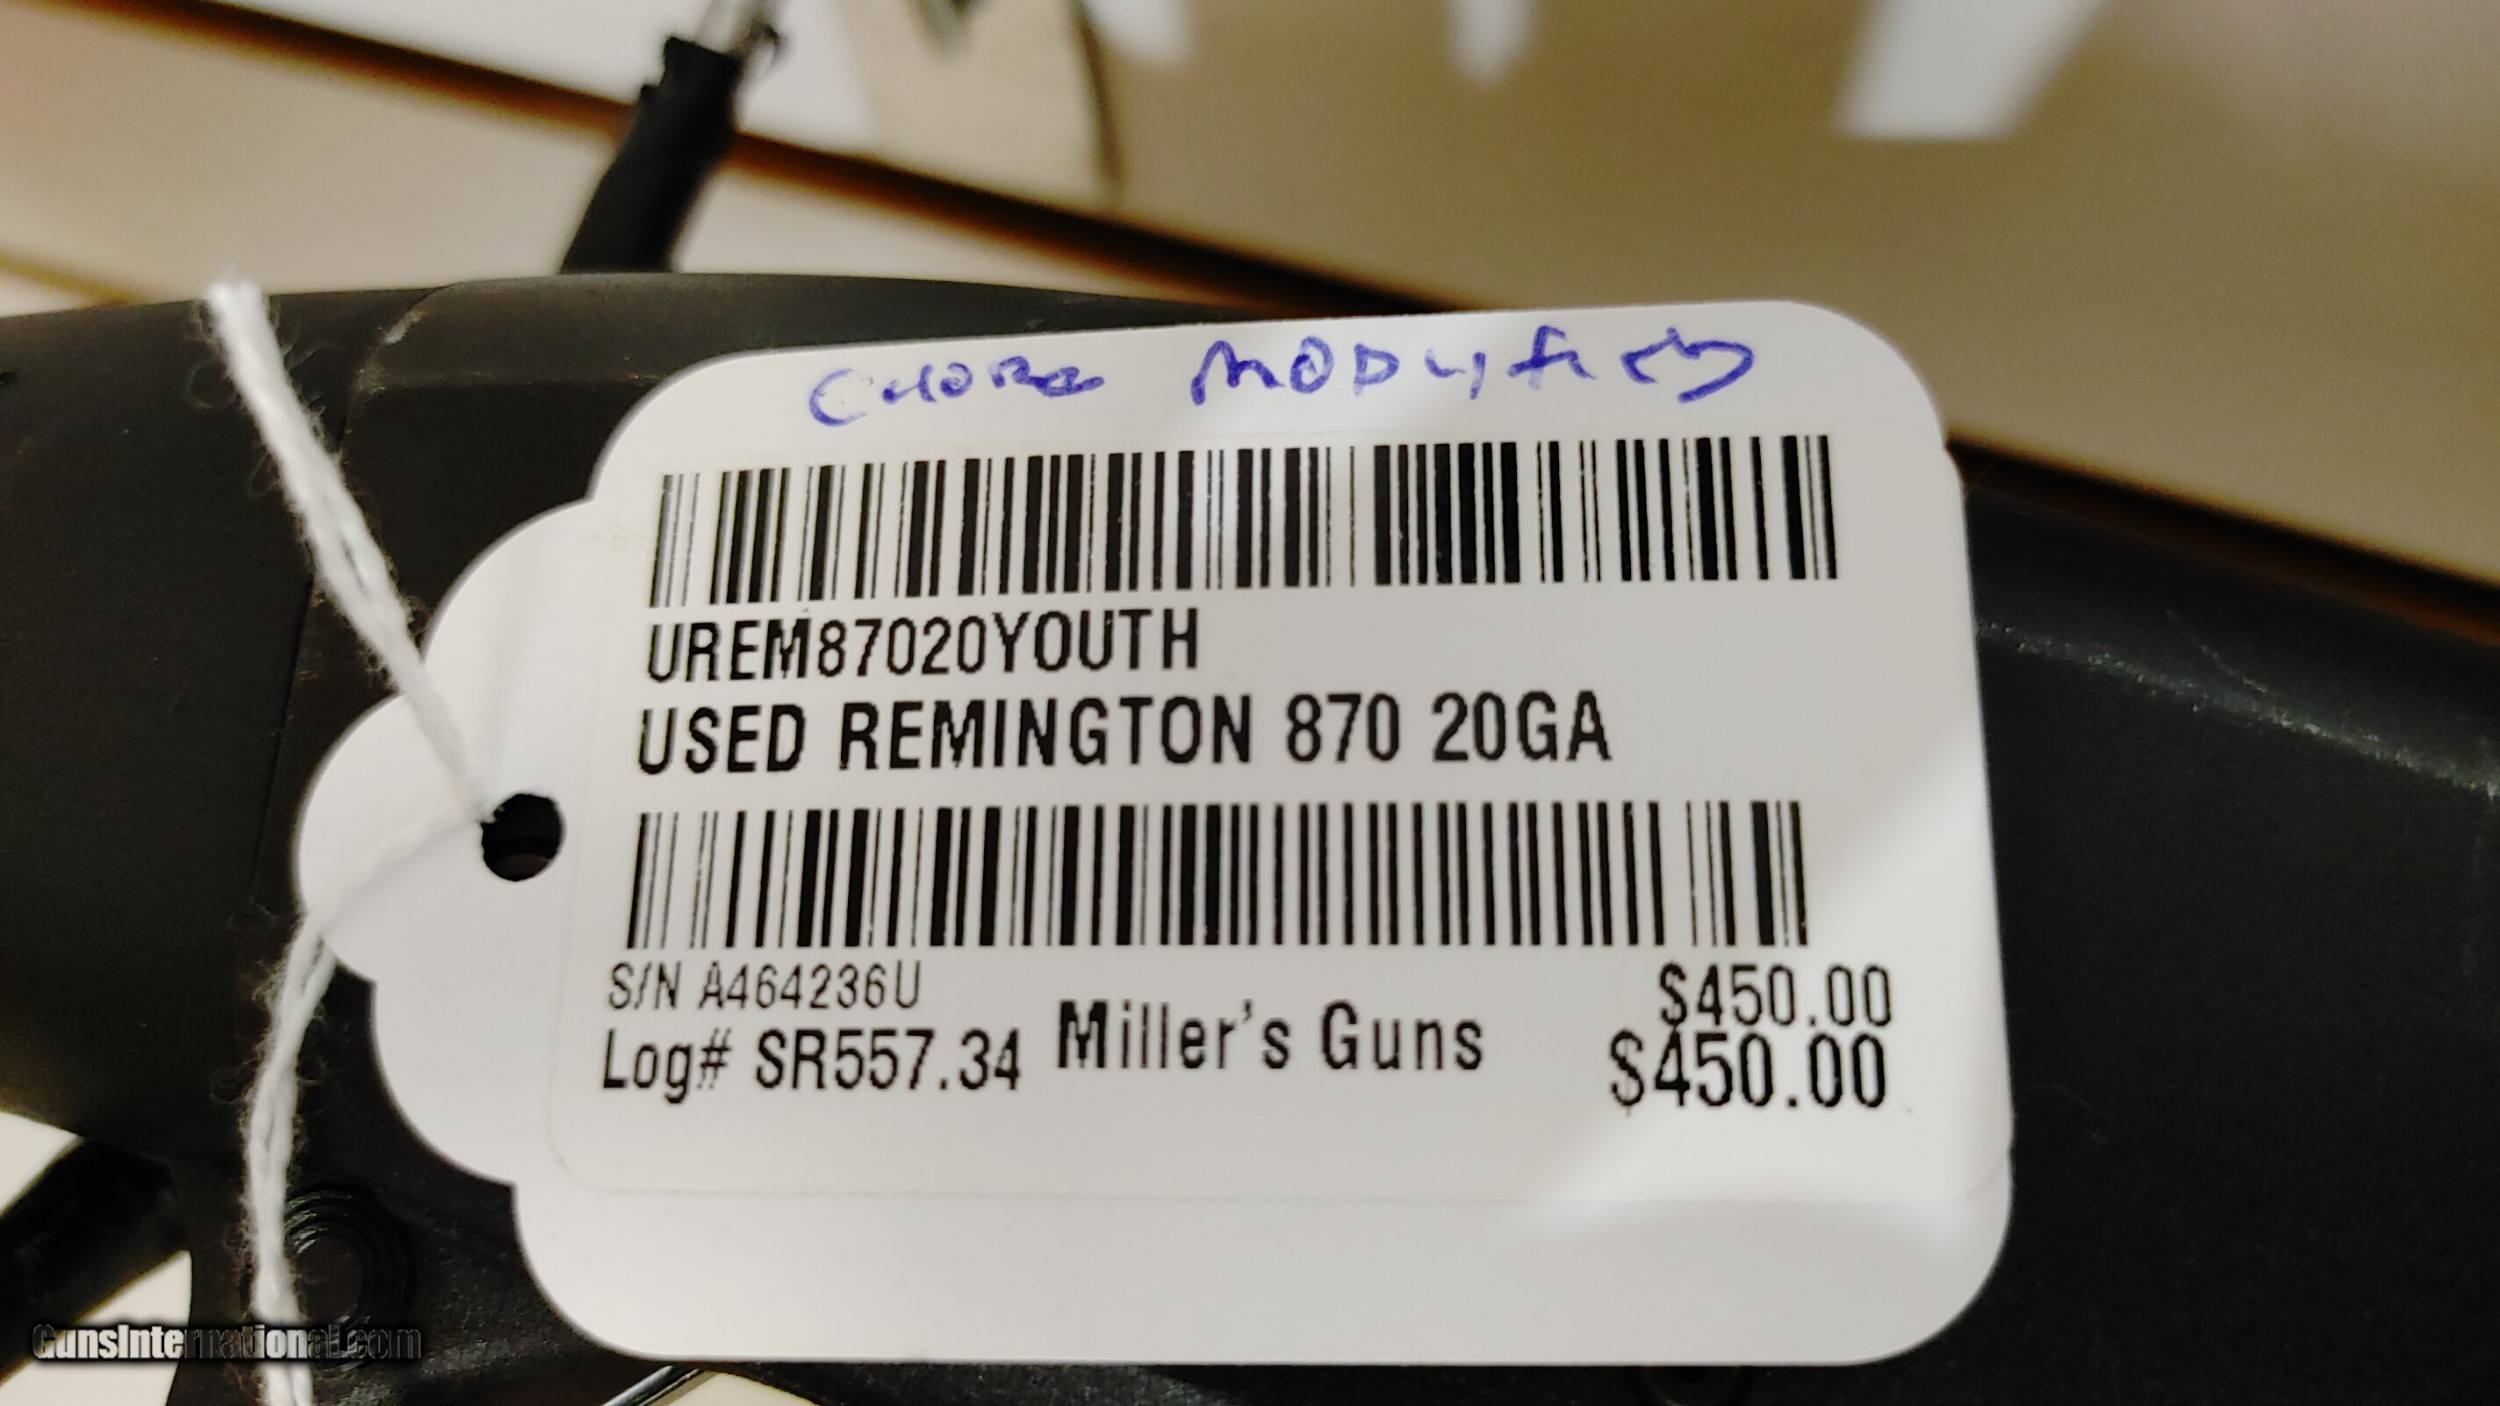 CHOKE MODIFIED
UREM87020YOUTH
USED REMINGTON 870 20GA
S/N A464236U
$450.00
Log# SR557.34 Miller's Guns $450.00
GunsInternational.com